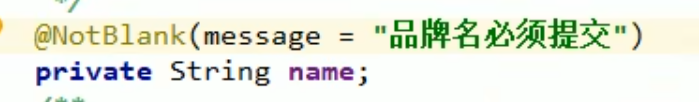 */
@NotBlank(message = "品牌名必须提交")
private String name;
/**